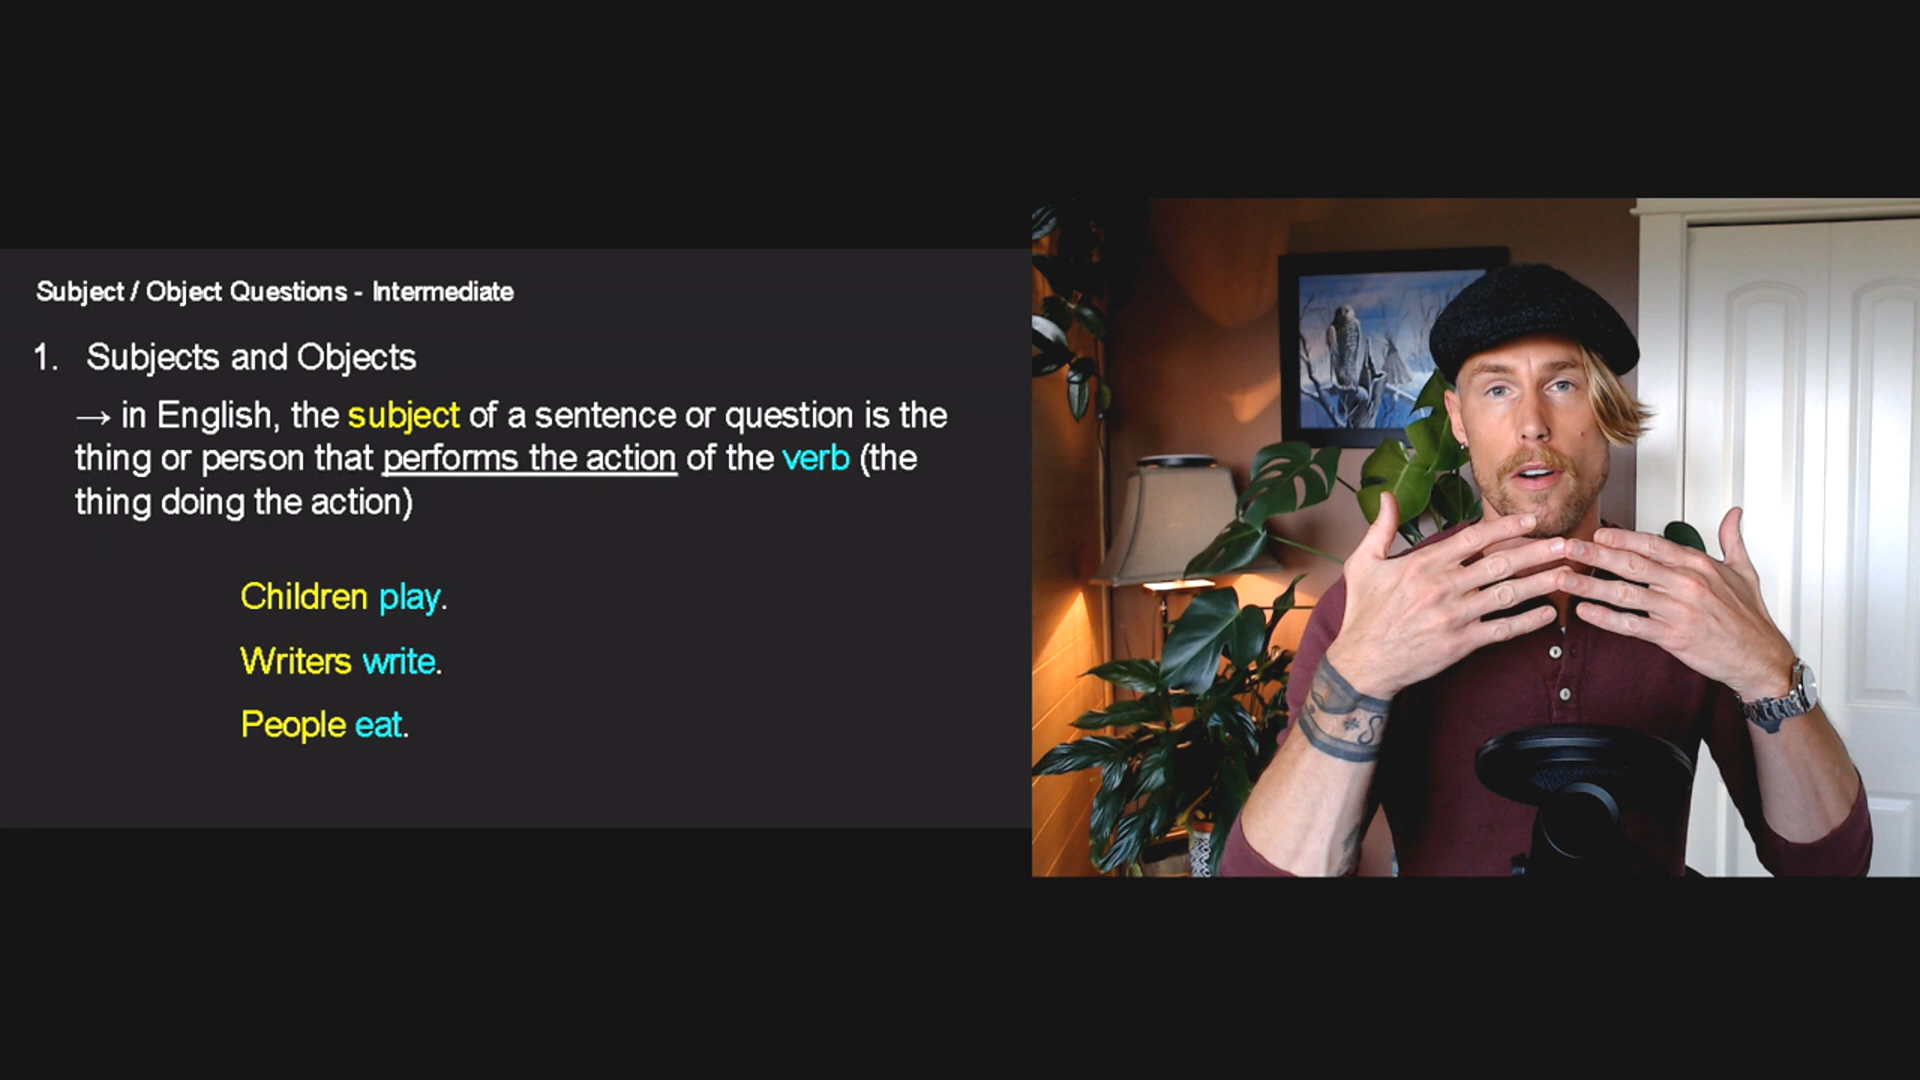 Subject / Object Questions - Intermediate
1. Subjects and Objects
→ in English, the subject of a sentence or question is the
thing or person that performs the action of the verb (the
thing doing the action)
Children play.
Writers write.
People eat.